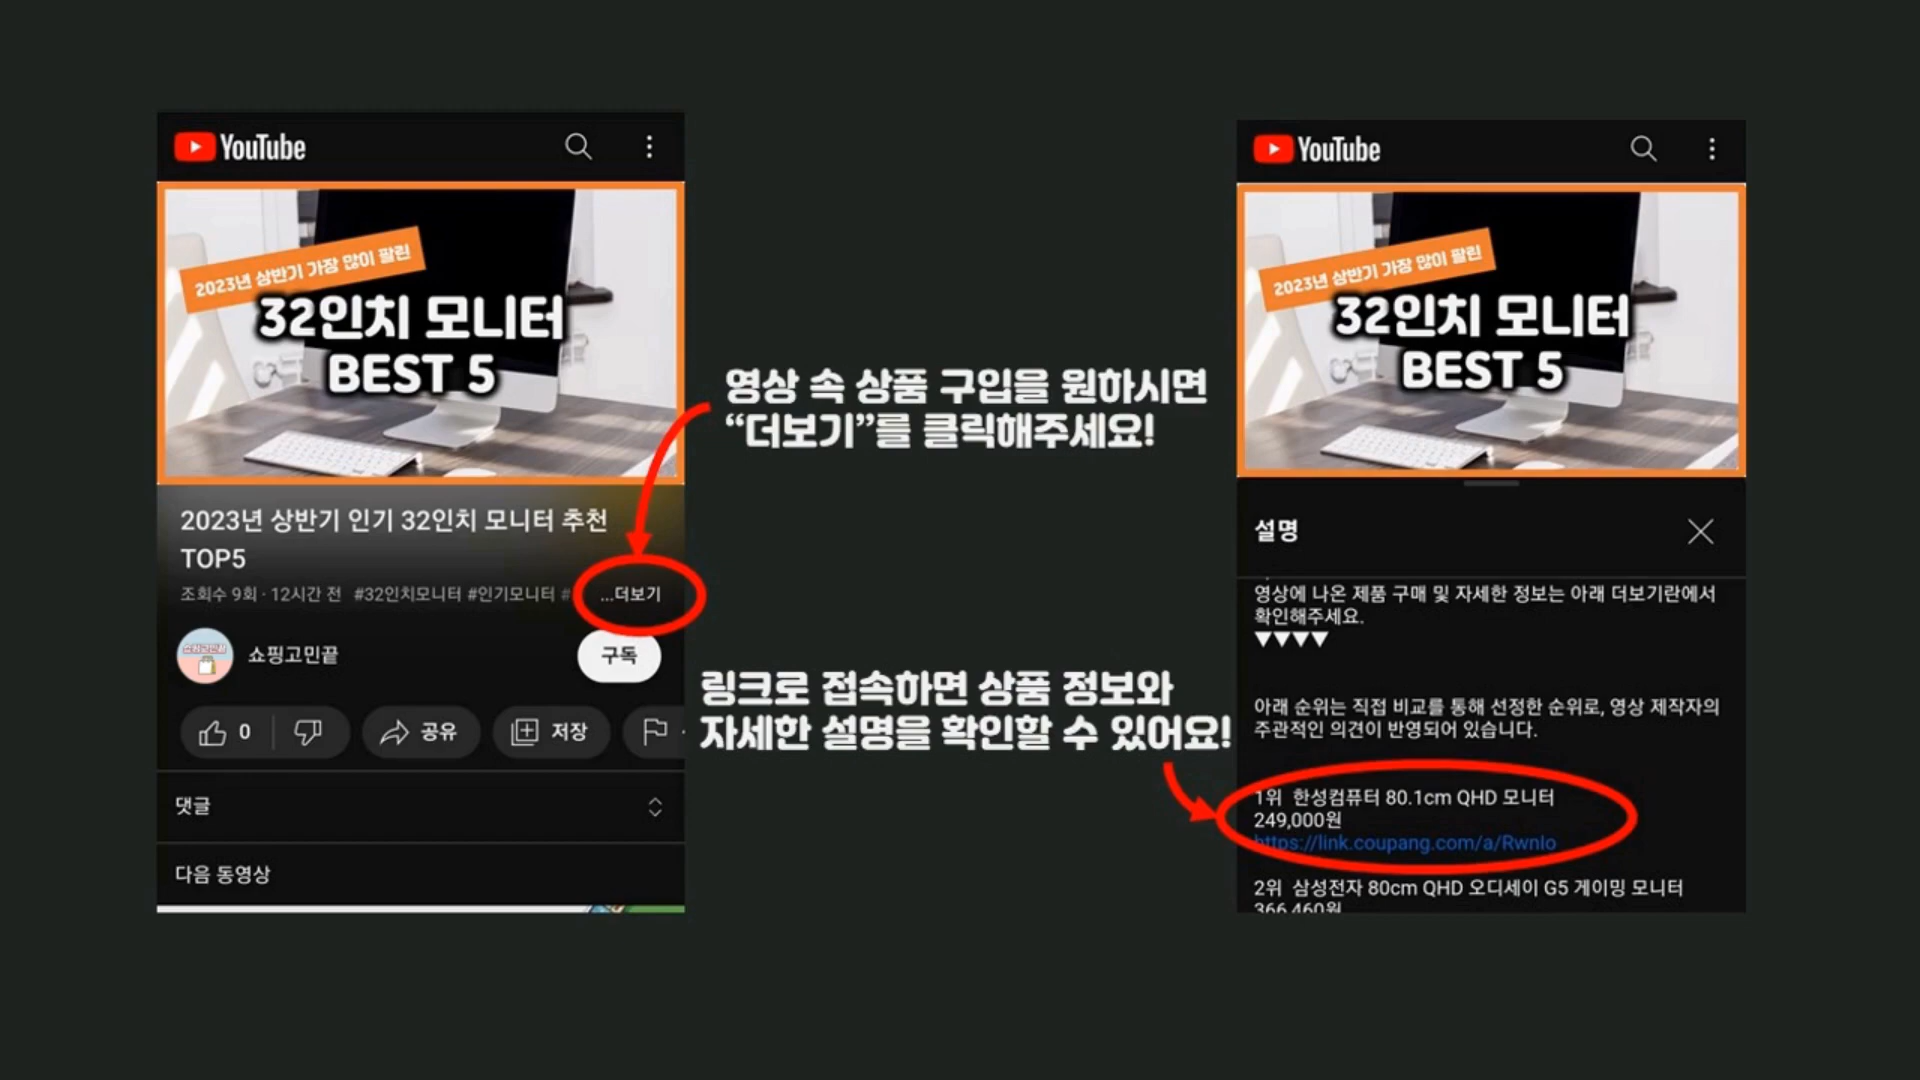 YouTube
2023년 상반기 가장 많이 팔린
32인치 모니터
BEST 5
2023년 상반기 인기 32인치 모니터 추천
TOP5
조회수 9회 · 12시간 전 #32인치모니터 #인기모니터 # ...더보기
쇼핑고민끝
쇼핑고민끝
구독
0
공유
저장
댓글
다음 동영상
영상 속 상품 구입을 원하시면
“더보기”를 클릭해주세요!
링크로 접속하면 상품 정보와
자세한 설명을 확인할 수 있어요!
YouTube
2023년 상반기 가장 많이 팔린
32인치 모니터
BEST 5
설명
영상에 나온 제품 구매 및 자세한 정보는 아래 더보기란에서
확인해주세요.
▼▼▼▼
아래 순위는 직접 비교를 통해 선정한 순위로, 영상 제작자의
주관적인 의견이 반영되어 있습니다.
1위 한성컴퓨터 80.1cm QHD 모니터
249,000원
https://link.coupang.com/a/RwnIo
2위 삼성전자 80cm QHD 오디세이 G5 게이밍 모니터
366,460원